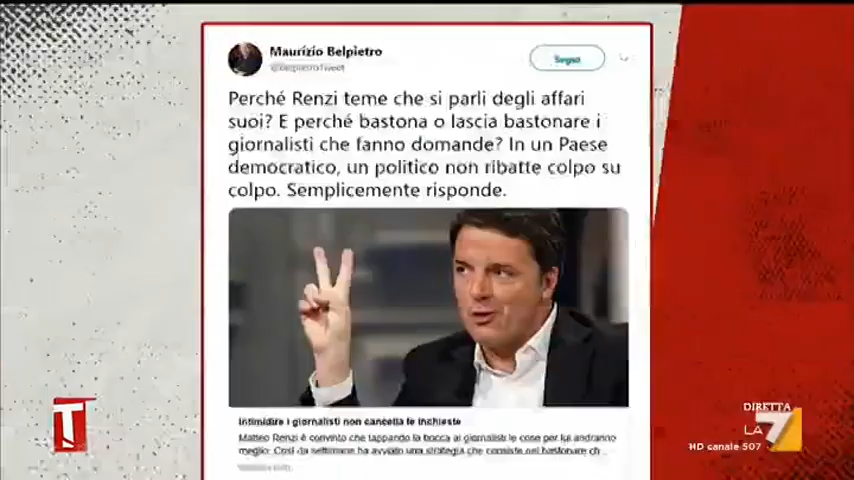 Maurizio Belpietro
@BelpietroTweet
Segui
Perché Renzi teme che si parli degli affari
suoi? E perché bastona o lascia bastonare i
giornalisti che fanno domande? In un Paese
democratico, un politico non ribatte colpo su
colpo. Semplicemente risponde.
Intimidire i giornalisti non cancella le inchieste
Matteo Renzi è convinto che tappando la bocca ai giornalisti le cose per lui andranno
meglio. Così da settimane ha avviato una strategia che consiste nel bastonare ch...
T
DIRETTA
LA 7
HD canale 507